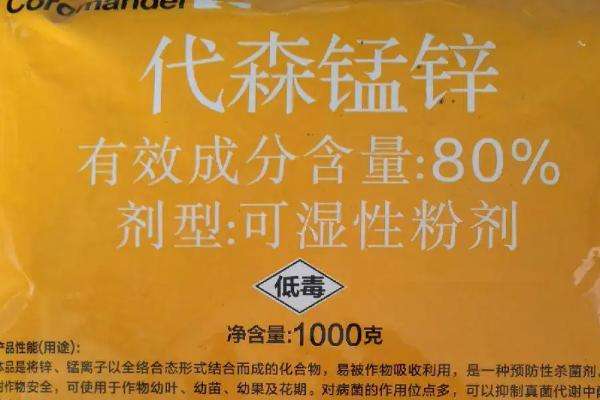 Coromandel
代森锰锌
有效成分含量:80%
剂型:可湿性粉剂
低毒
净含量:1000克
产品性能(用途):
本品是将锌、锰离子以全络合态形式结合而成的化合物，易被作物吸收利用，是一种预防性杀菌剂，
对作物安全，可使用于作物幼叶、幼苗、幼果及花期。对病菌的作用位点多，可以抑制真菌代谢中